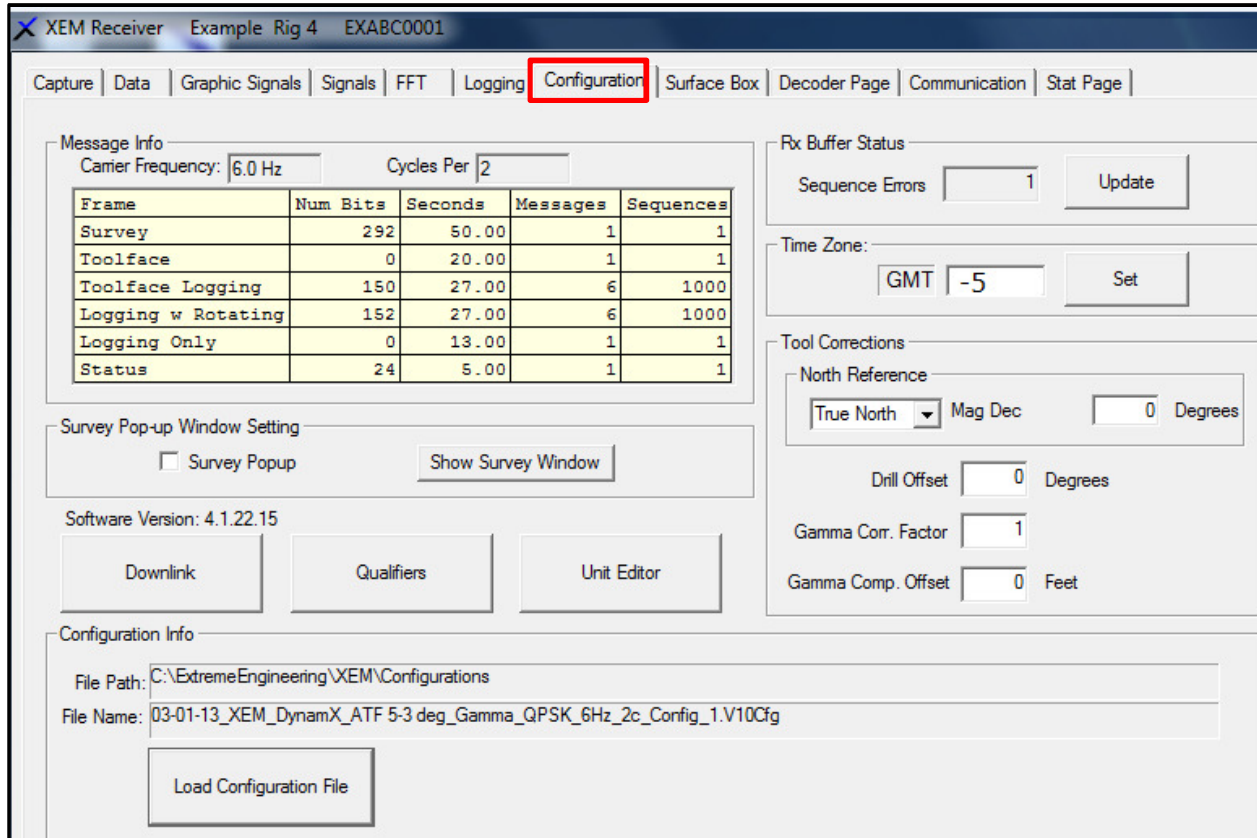 XEM Receiver Example Rig 4 EXABC0001
Capture Data Graphic Signals Signals FFT Logging Configuration Surface Box Decoder Page Communication Stat Page
Message Info
Carrier Frequency: 6.0 Hz Cycles Per 2
Frame Num Bits Seconds Messages Sequences
Survey 292 50.00 1 1
Toolface 0 20.00 1 1
Toolface Logging 150 27.00 6 1000
Logging w Rotating 152 27.00 6 1000
Logging Only 0 13.00 1 1
Status 24 5.00 1 1
Survey Pop-up Window Setting
Survey Popup Show Survey Window
Software Version: 4.1.22.15
Downlink Qualifiers Unit Editor
Rx Buffer Status
Sequence Errors 1 Update
Time Zone:
GMT -5 Set
Tool Corrections
North Reference
True North Mag Dec 0 Degrees
Drill Offset 0 Degrees
Gamma Corr. Factor 1
Gamma Comp. Offset 0 Feet
Configuration Info
File Path: C:\ExtremeEngineering\XEM\Configurations
File Name: 03-01-13_XEM_DynamX_ATF 5-3 deg_Gamma_QPSK_6Hz_2c_Config_1.V10Cfg
Load Configuration File